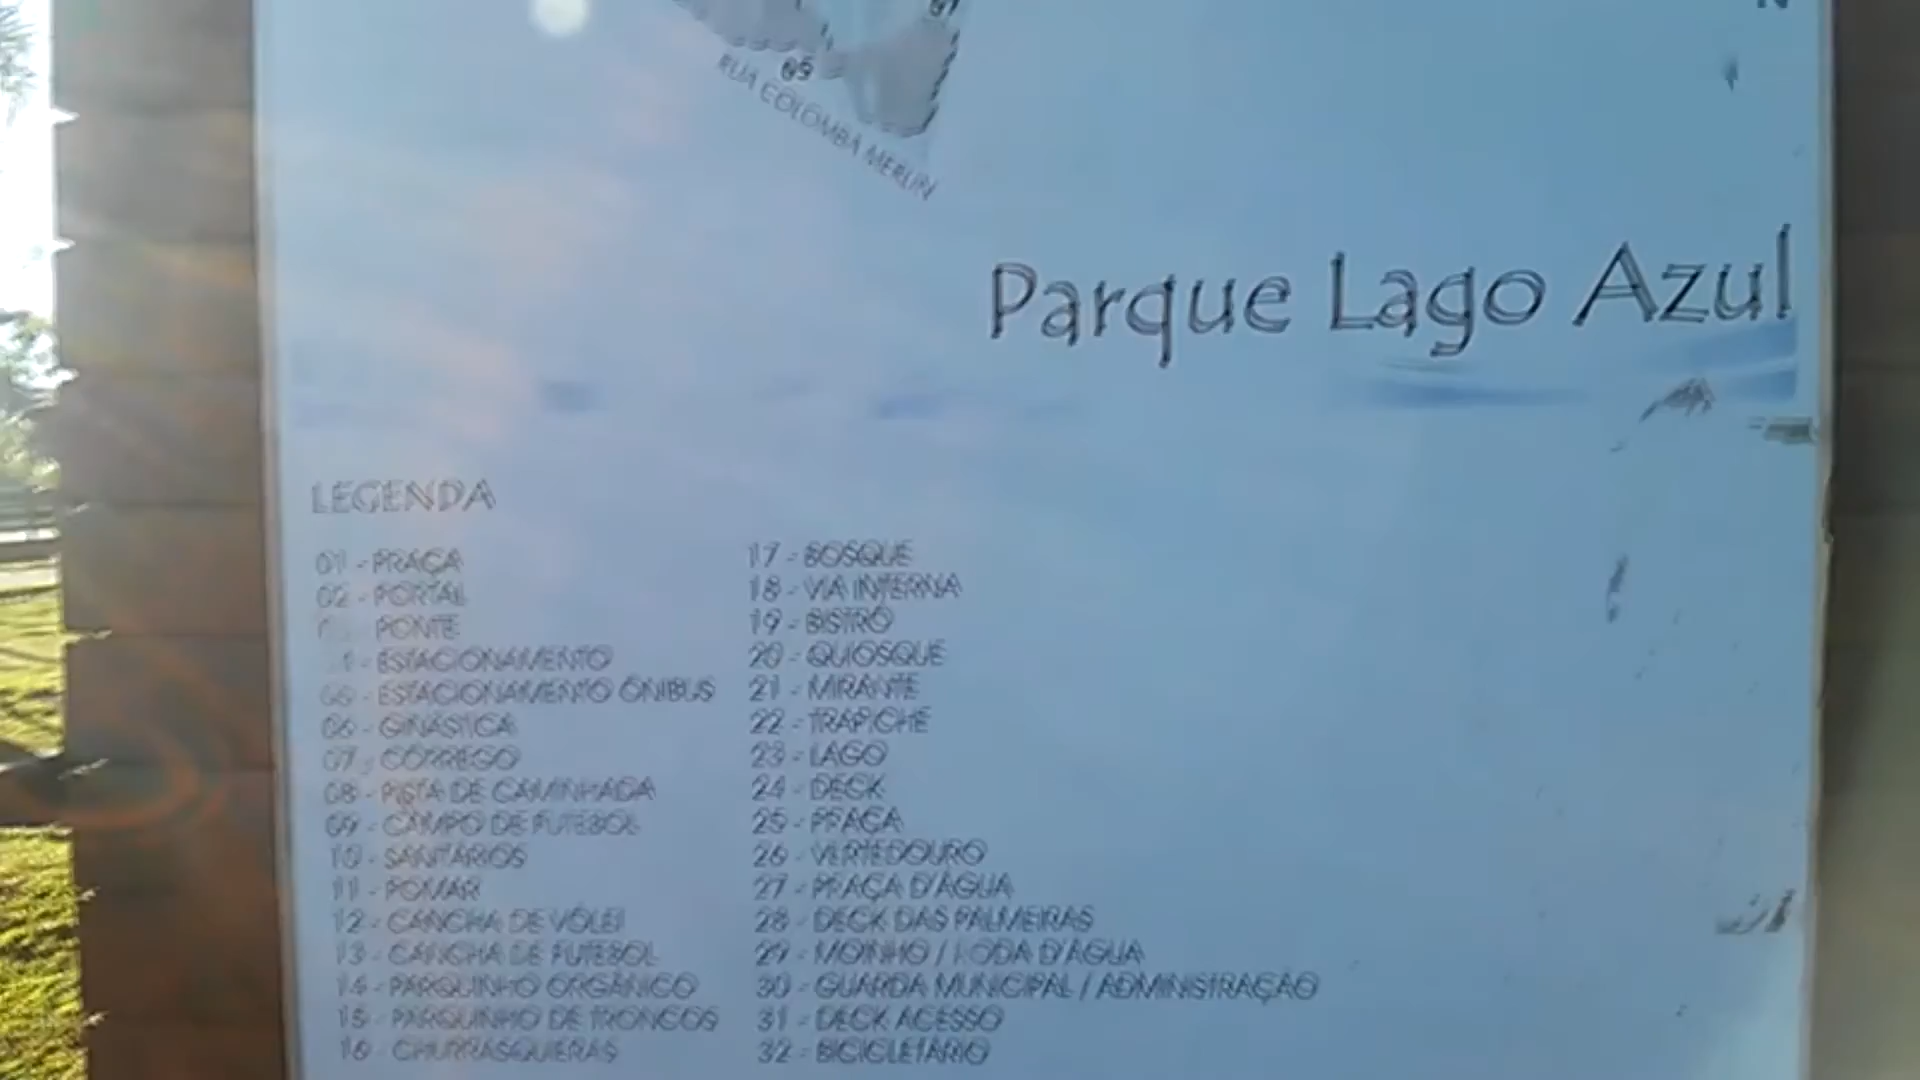 07
09
N
RUA COLOMBA MERLIN
Parque Lago Azul
LEGENDA
01 - PRAÇA
02 - PORTAL
PONTE
- ESTACIONAMENTO
05 - ESTACIONAMENTO ÔNIBUS
06 - GINÁSTICA
07 - CÓRREGO
08 - PISTA DE CAMINHADA
09 - CAMPO DE FUTEBOL
10 - SANITÁRIOS
11 - POMAR
12 - CANCHA DE VÔLEI
13 - CANCHA DE FUTEBOL
14 - PARQUINHO ORGÂNICO
15 - PARQUINHO DE TRONCOS
16 - CHURRASQUEIRAS
17 - BOSQUE
18 - VIA INTERNA
19 - BISTRÔ
20 - QUIOSQUE
21 - MIRANTE
22 - TRAPICHE
23 - LAGO
24 - DECK
25 - PRAÇA
26 - VERTEDOURO
27 - PRAÇA D'ÁGUA
28 - DECK DAS PALMEIRAS
29 - MOINHO / RODA D'ÁGUA
30 - GUARDA MUNICIPAL / ADMINISTRAÇÃO
31 - DECK ACESSO
32 - BICICLETÁRIO